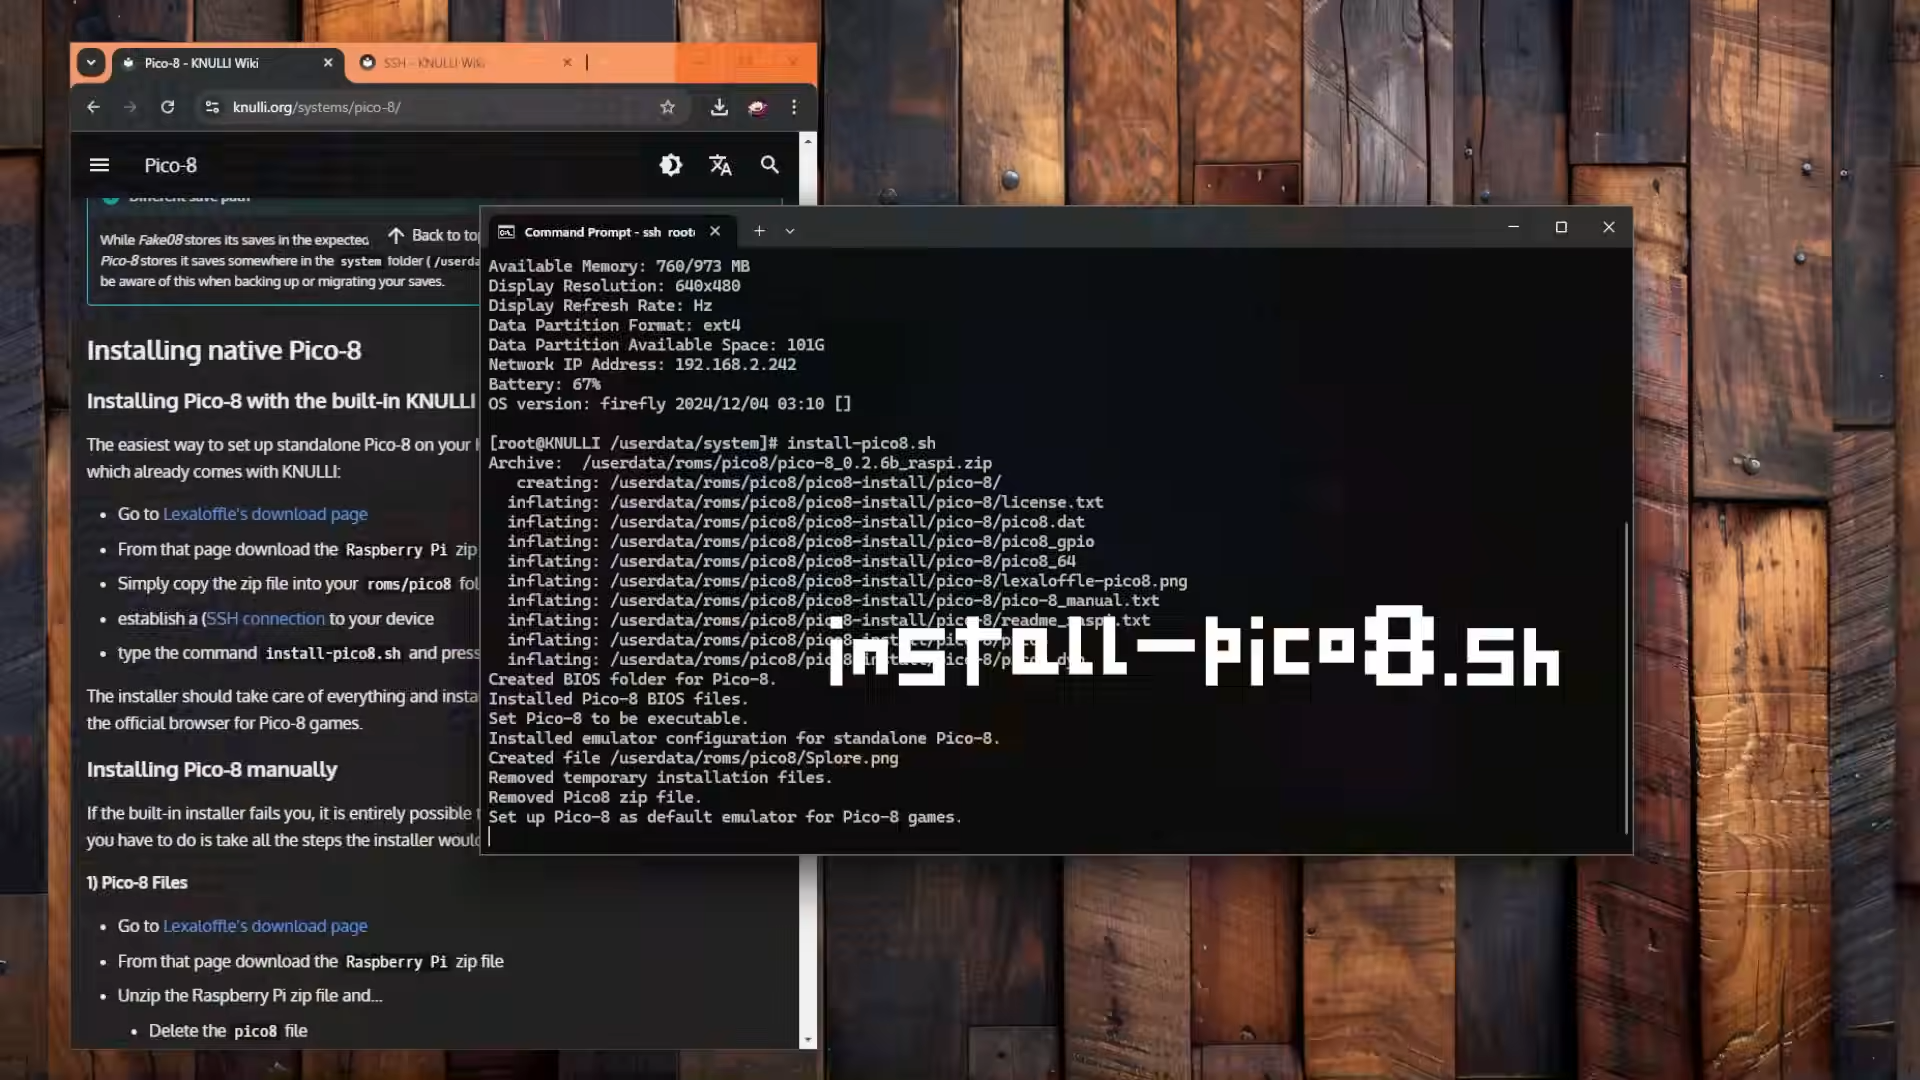 Pico-8 - KNULLI Wiki
SSH - KNULLI Wiki
knulli.org/systems/pico-8/
Pico-8
Different save path
While Fake08 stores its saves in the expected
Back to top
Pico-8 stores it saves somewhere in the system folder ( /userda
be aware of this when backing up or migrating your saves.
Installing native Pico-8
Installing Pico-8 with the built-in KNULLI
The easiest way to set up standalone Pico-8 on your
which already comes with KNULLI:
Go to Lexaloffle's download page
From that page download the Raspberry Pi zip
Simply copy the zip file into your roms/pico8 fol
establish a (SSH connection to your device
type the command install-pico8.sh and press
The installer should take care of everything and insta
the official browser for Pico-8 games.
Installing Pico-8 manually
If the built-in installer fails you, it is entirely possible
you have to do is take all the steps the installer would
1) Pico-8 Files
Go to Lexaloffle's download page
From that page download the Raspberry Pi zip file
Unzip the Raspberry Pi zip file and...
Delete the pico8 file
Command Prompt - ssh root
Available Memory: 760/973 MB
Display Resolution: 640x480
Display Refresh Rate: Hz
Data Partition Format: ext4
Data Partition Available Space: 101G
Network IP Address: 192.168.2.242
Battery: 67%
OS version: firefly 2024/12/04 03:10 []
[root@KNULLI /userdata/system]# install-pico8.sh
Archive: /userdata/roms/pico8/pico-8_0.2.6b_raspi.zip
creating: /userdata/roms/pico8/pico8-install/pico-8/
inflating: /userdata/roms/pico8/pico8-install/pico-8/license.txt
inflating: /userdata/roms/pico8/pico8-install/pico-8/pico8.dat
inflating: /userdata/roms/pico8/pico8-install/pico-8/pico8_gpio
inflating: /userdata/roms/pico8/pico8-install/pico-8/pico8_64
inflating: /userdata/roms/pico8/pico8-install/pico-8/lexaloffle-pico8.png
inflating: /userdata/roms/pico8/pico8-install/pico-8/pico-8_manual.txt
inflating: /userdata/roms/pico8/pico8-install/pico-8/readme_raspi.txt
inflating: /userdata/roms/pico8/pico8-install/pico-8/
inflating: /userdata/roms/pico8/pico8-install/pico-8/
Created BIOS folder for Pico-8.
Installed Pico-8 BIOS files.
Set Pico-8 to be executable.
Installed emulator configuration for standalone Pico-8.
Created file /userdata/roms/pico8/Splore.png
Removed temporary installation files.
Removed Pico8 zip file.
Set up Pico-8 as default emulator for Pico-8 games.
install-pico8.sh